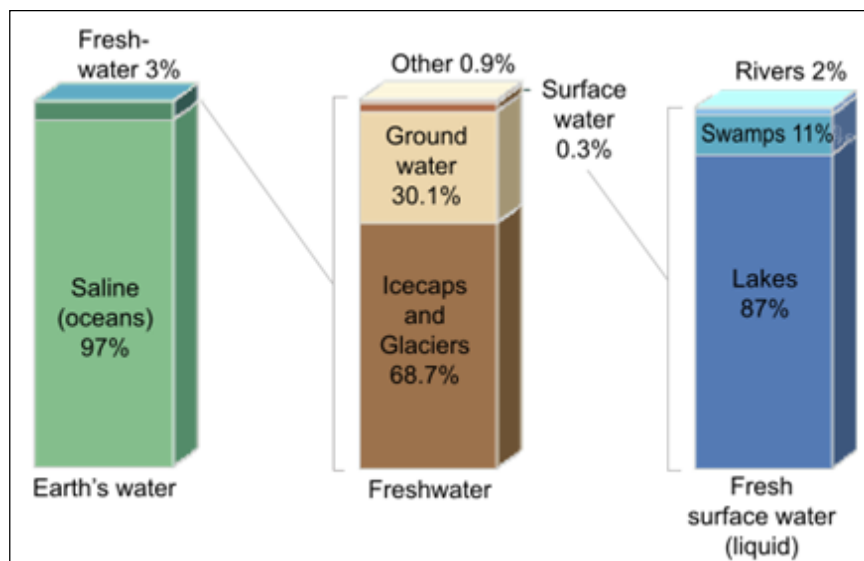 Fresh-
water 3%
Saline
(oceans)
97%
Earth's water
Other 0.9%
Surface
water
0.3%
Ground
water
30.1%
Icecaps
and
Glaciers
68.7%
Freshwater
Rivers 2%
Swamps 11%
Lakes
87%
Fresh
surface water
(liquid)